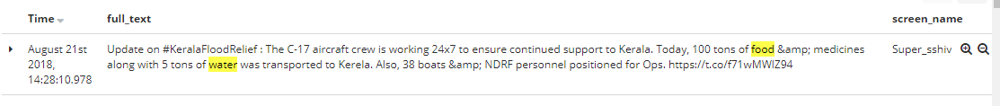 Time full_text screen_name
August 21st Update on #KeralaFloodRelief : The C-17 aircraft crew is working 24x7 to ensure continued support to Kerala. Today, 100 tons of food &amp; medicines Super_sshiv
2018, along with 5 tons of water was transported to Kerela. Also, 38 boats &amp; NDRF personnel positioned for Ops. https://t.co/f71wMWlZ94
14:28:10.978